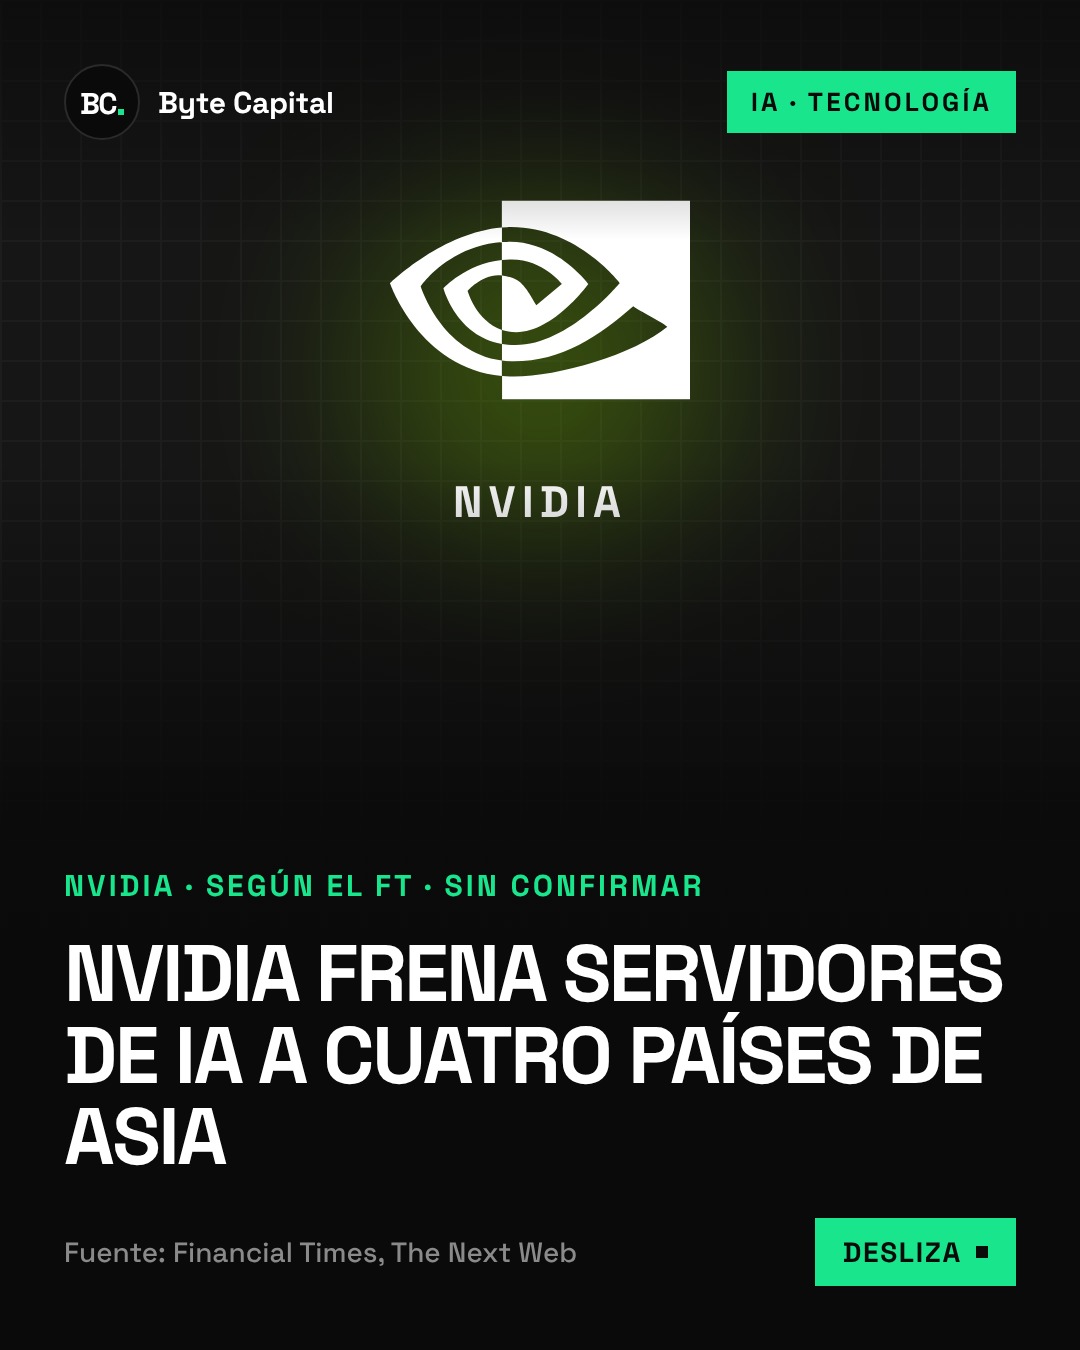 BC.
Byte Capital
IA · TECNOLOGÍA
NVIDIA
NVIDIA · SEGÚN EL FT · SIN CONFIRMAR
NVIDIA FRENA SERVIDORES
DE IA A CUATRO PAÍSES DE
ASIA
Fuente: Financial Times, The Next Web
DESLIZA